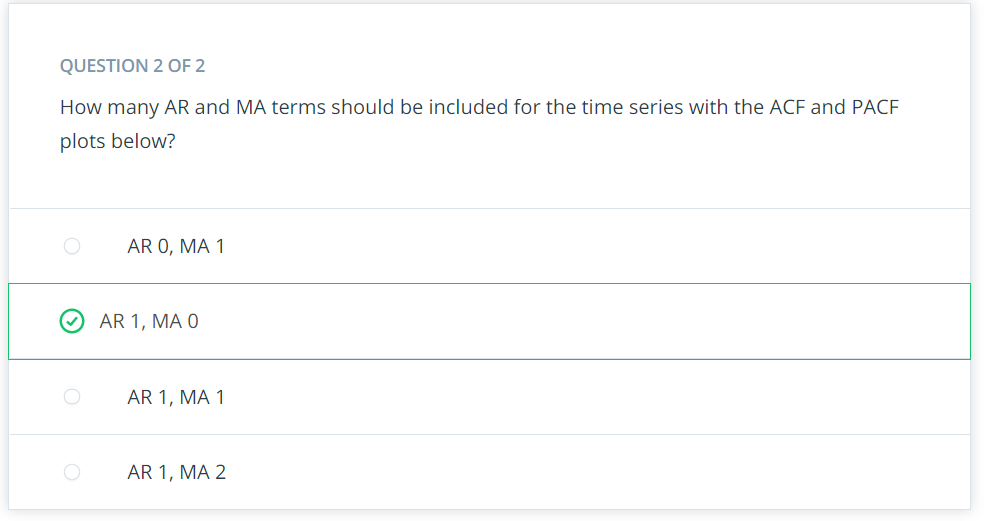 QUESTION 2 OF 2
How many AR and MA terms should be included for the time series with the ACF and PACF
plots below?
AR 0, MA 1
AR 1, MA 0
AR 1, MA 1
AR 1, MA 2